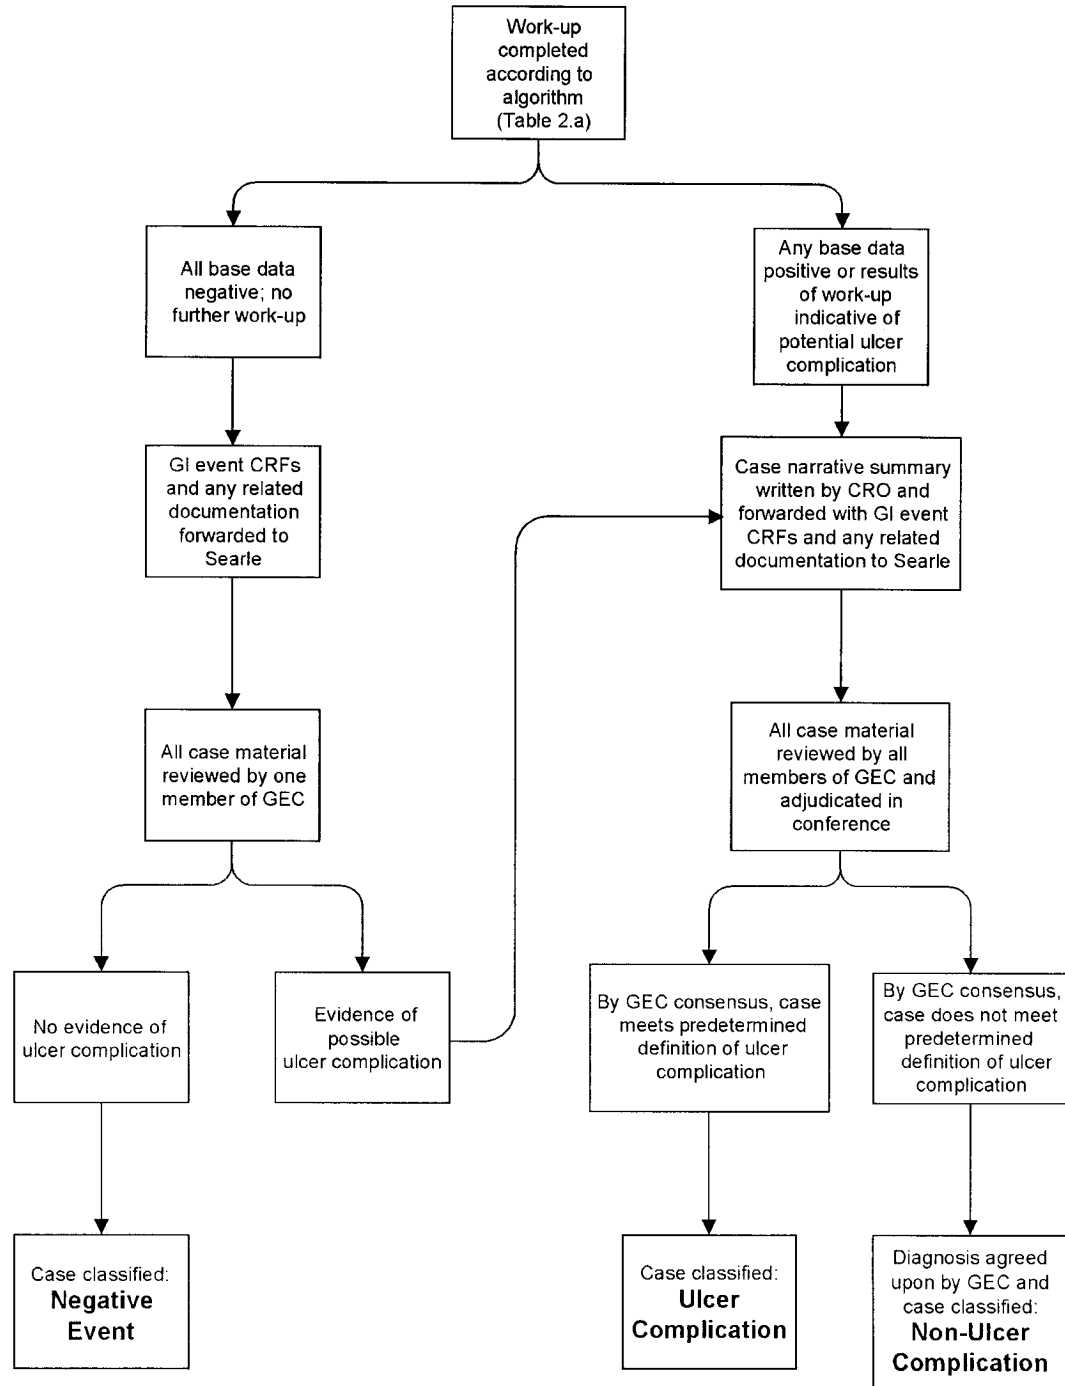 Work-up
completed
according to
algorithm
(Table 2.a)
All base data
negative; no
further work-up
Any base data
positive or results
of work-up
indicative of
potential ulcer
complication
GI event CRFs
and any related
documentation
forwarded to
Searle
Case narrative summary
written by CRO and
forwarded with GI event
CRFs and any related
documentation to Searle
All case material
reviewed by one
member of GEC
All case material
reviewed by all
members of GEC and
adjudicated in
conference
No evidence of
ulcer complication
Evidence of
possible
ulcer complication
By GEC consensus, case
meets predetermined
definition of ulcer
complication
By GEC consensus,
case does not meet
predetermined
definition of ulcer
complication
Case classified:
Negative
Event
Case classified:
Ulcer
Complication
Diagnosis agreed
upon by GEC and
case classified:
Non-Ulcer
Complication